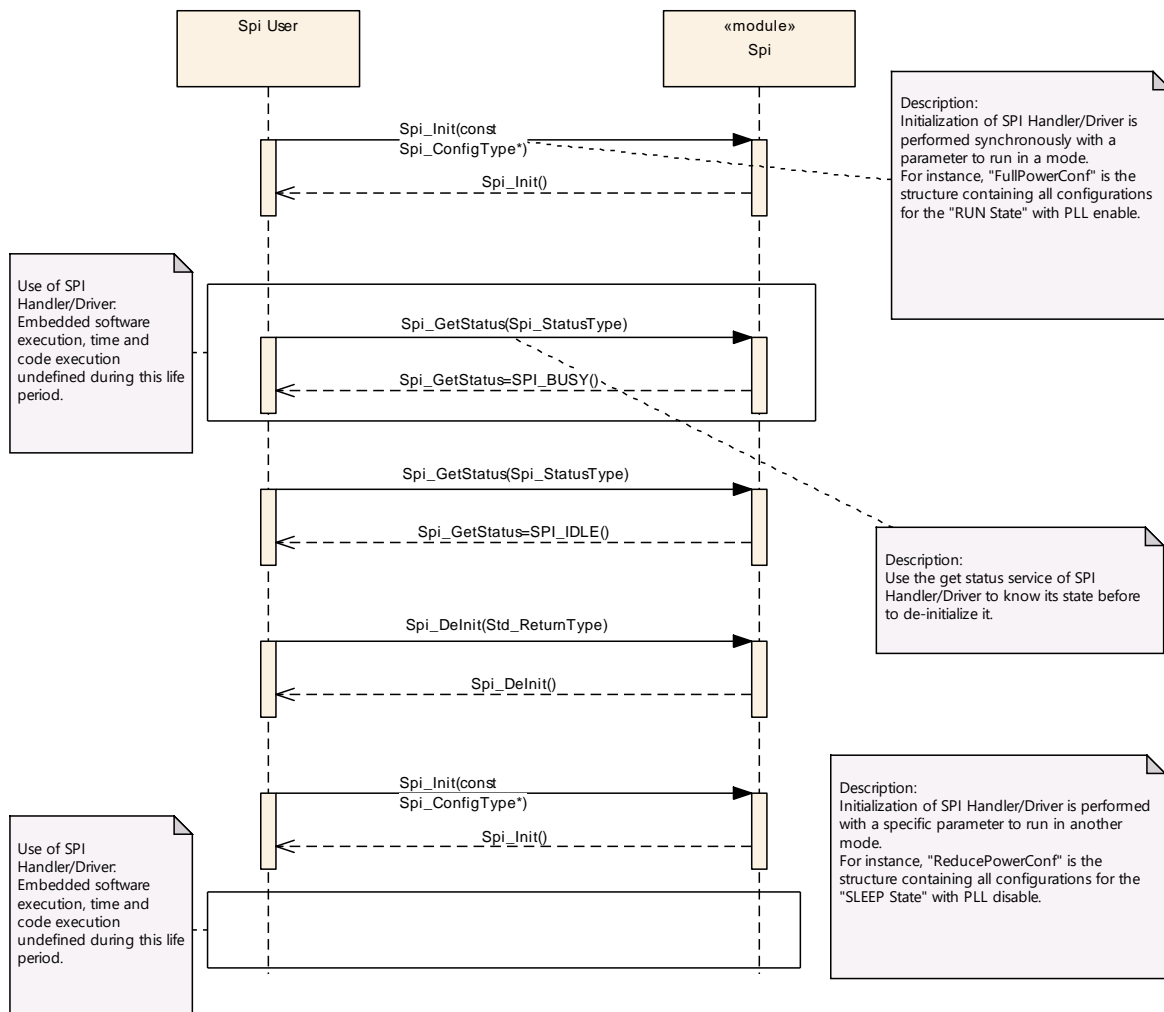 Spi User
«module»
Spi
Spi_Init(const
Spi_ConfigType*)
Spi_Init()
Description:
Initialization of SPI Handler/Driver is
performed synchronously with a
parameter to run in a mode.
For instance, "FullPowerConf" is the
structure containing all configurations
for the "RUN State" with PLL enable.
Use of SPI
Handler/Driver:
Embedded software
execution, time and
code execution
undefined during this life
period.
Spi_GetStatus(Spi_StatusType)
Spi_GetStatus=SPI_BUSY()
Spi_GetStatus(Spi_StatusType)
Spi_GetStatus=SPI_IDLE()
Description:
Use the get status service of SPI
Handler/Driver to know its state before
to de-initialize it.
Spi_DeInit(Std_ReturnType)
Spi_DeInit()
Spi_Init(const
Spi_ConfigType*)
Spi_Init()
Description:
Initialization of SPI Handler/Driver is performed
with a specific parameter to run in another
mode.
For instance, "ReducePowerConf" is the
structure containing all configurations for the
"SLEEP State" with PLL disable.
Use of SPI
Handler/Driver:
Embedded software
execution, time and
code execution
undefined during this life
period.